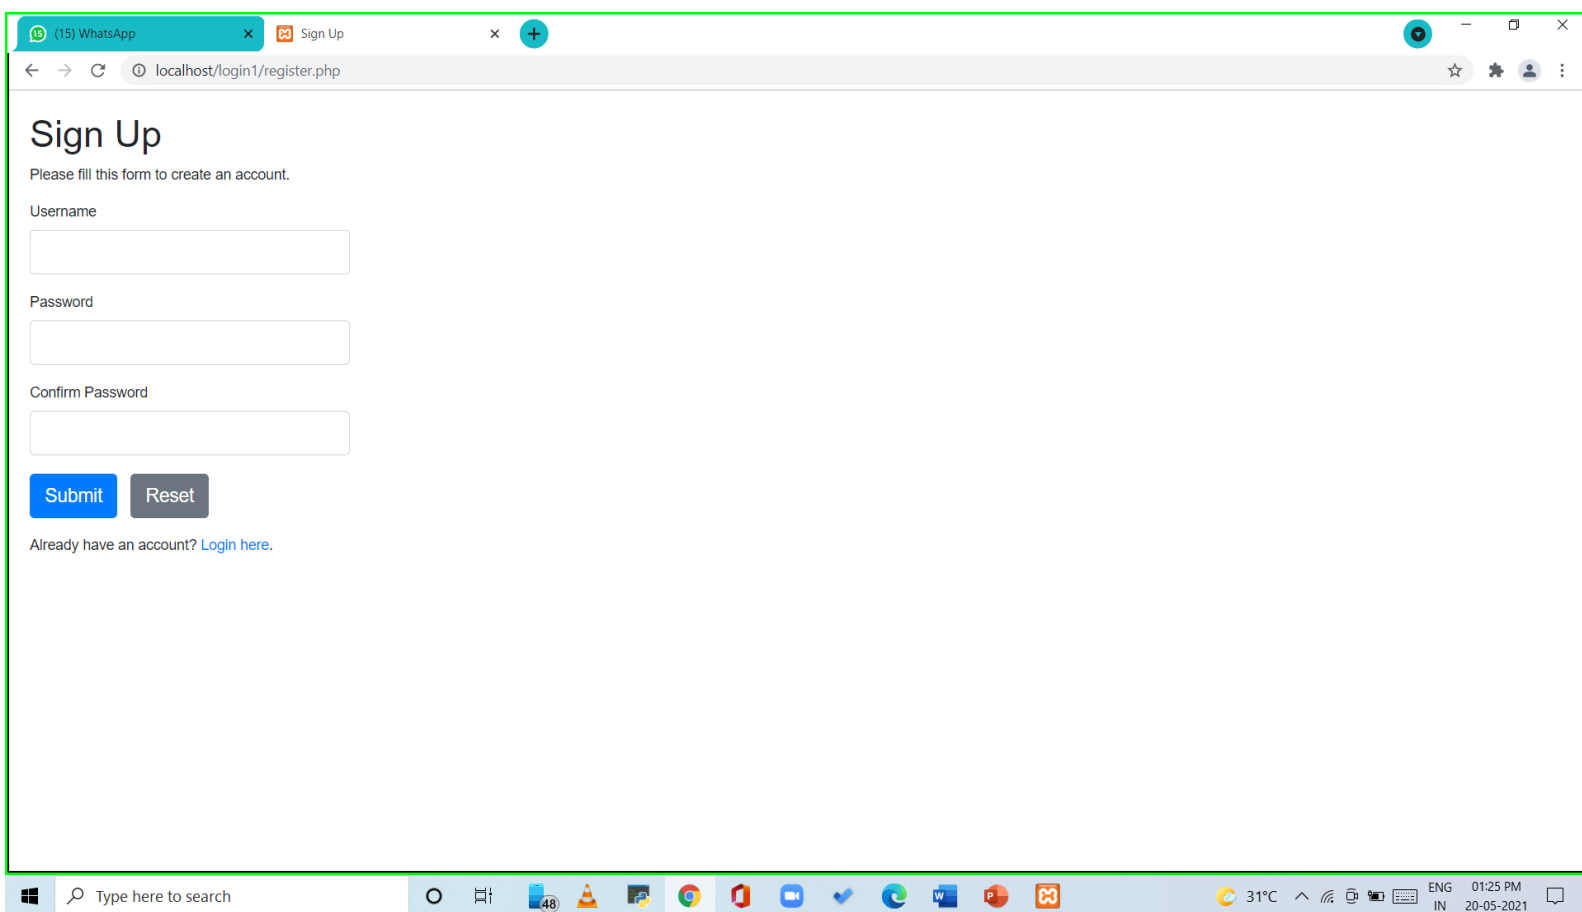 15 (15) WhatsApp
Sign Up
localhost/login1/register.php
Sign Up
Please fill this form to create an account.
Username
Password
Confirm Password
Submit Reset
Already have an account? Login here.
Type here to search
48
W
P
31°C
ENG
IN
01:25 PM
20-05-2021